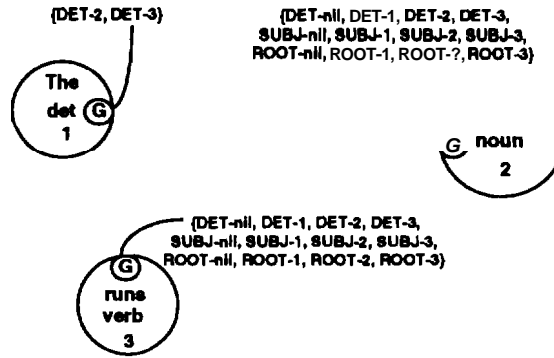 {DET-2, DET-3}
{DET-nil, DET-1, DET-2, DET-3,
SUBJ-nil, SUBJ-1, SUBJ-2, SUBJ-3,
ROOT-nil, ROOT-1, ROOT-?, ROOT-3}
The
det G
1
G noun
2
{DET-nil, DET-1, DET-2, DET-3,
SUBJ-nil, SUBJ-1, SUBJ-2, SUBJ-3,
ROOT-nil, ROOT-1, ROOT-2, ROOT-3}
G
runs
verb
3